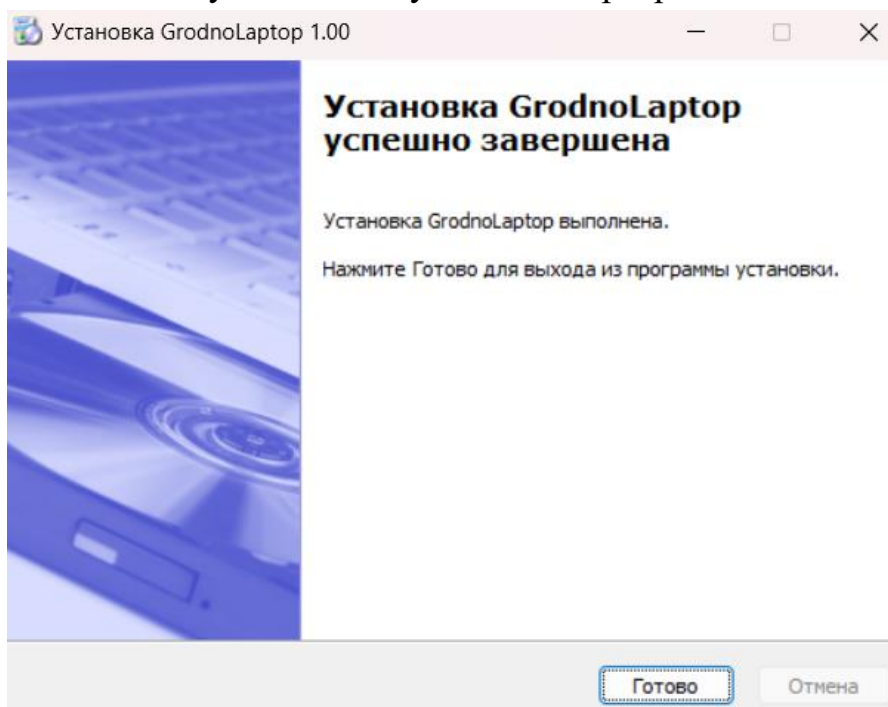 Установка GrodnoLaptop 1.00
Установка GrodnoLaptop
успешно завершена
Установка GrodnoLaptop выполнена.
Нажмите Готово для выхода из программы установки.
Готово
Отмена